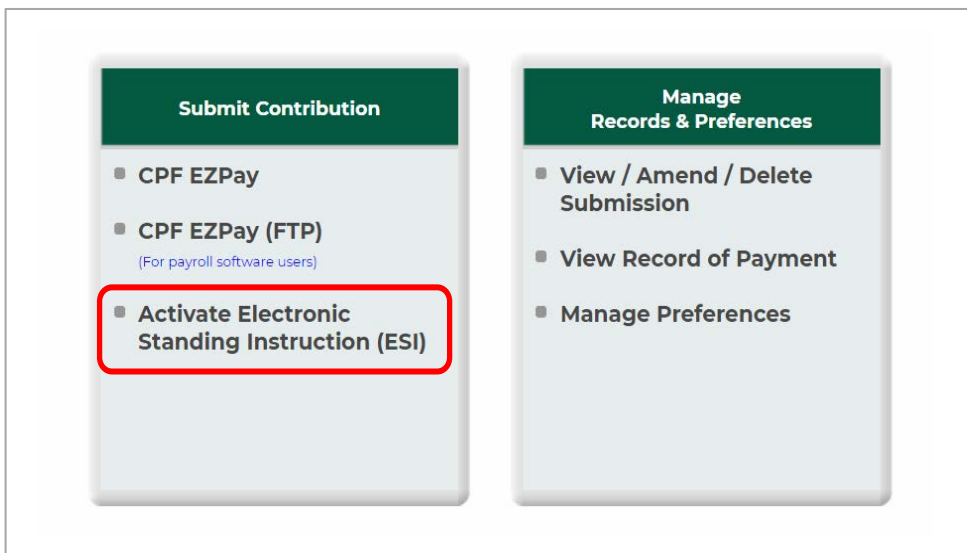 Submit Contribution
CPF EZPay
CPF EZPay (FTP)
(For payroll software users)
Activate Electronic
Standing Instruction (ESI)
Manage
Records & Preferences
View / Amend / Delete
Submission
View Record of Payment
Manage Preferences